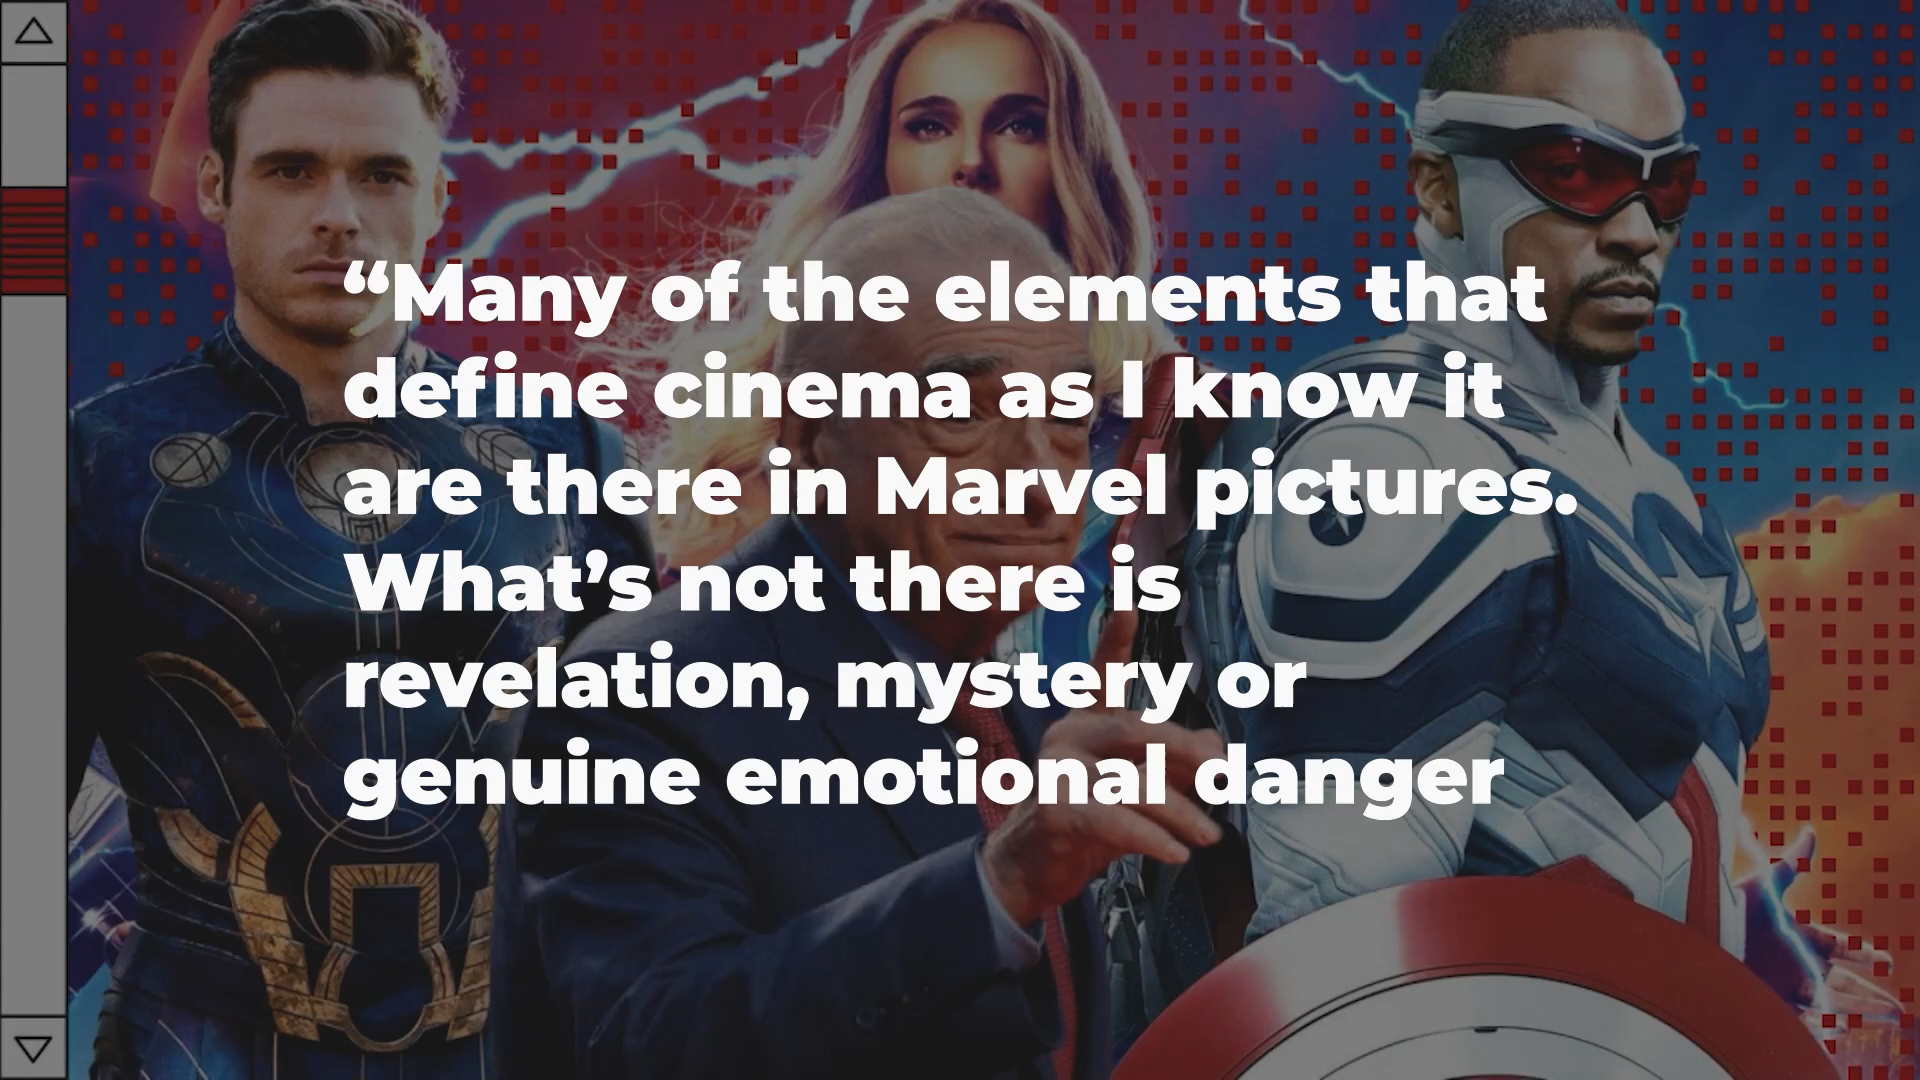 “Many of the elements that
define cinema as I know it
are there in Marvel pictures.
What’s not there is
revelation, mystery or
genuine emotional danger